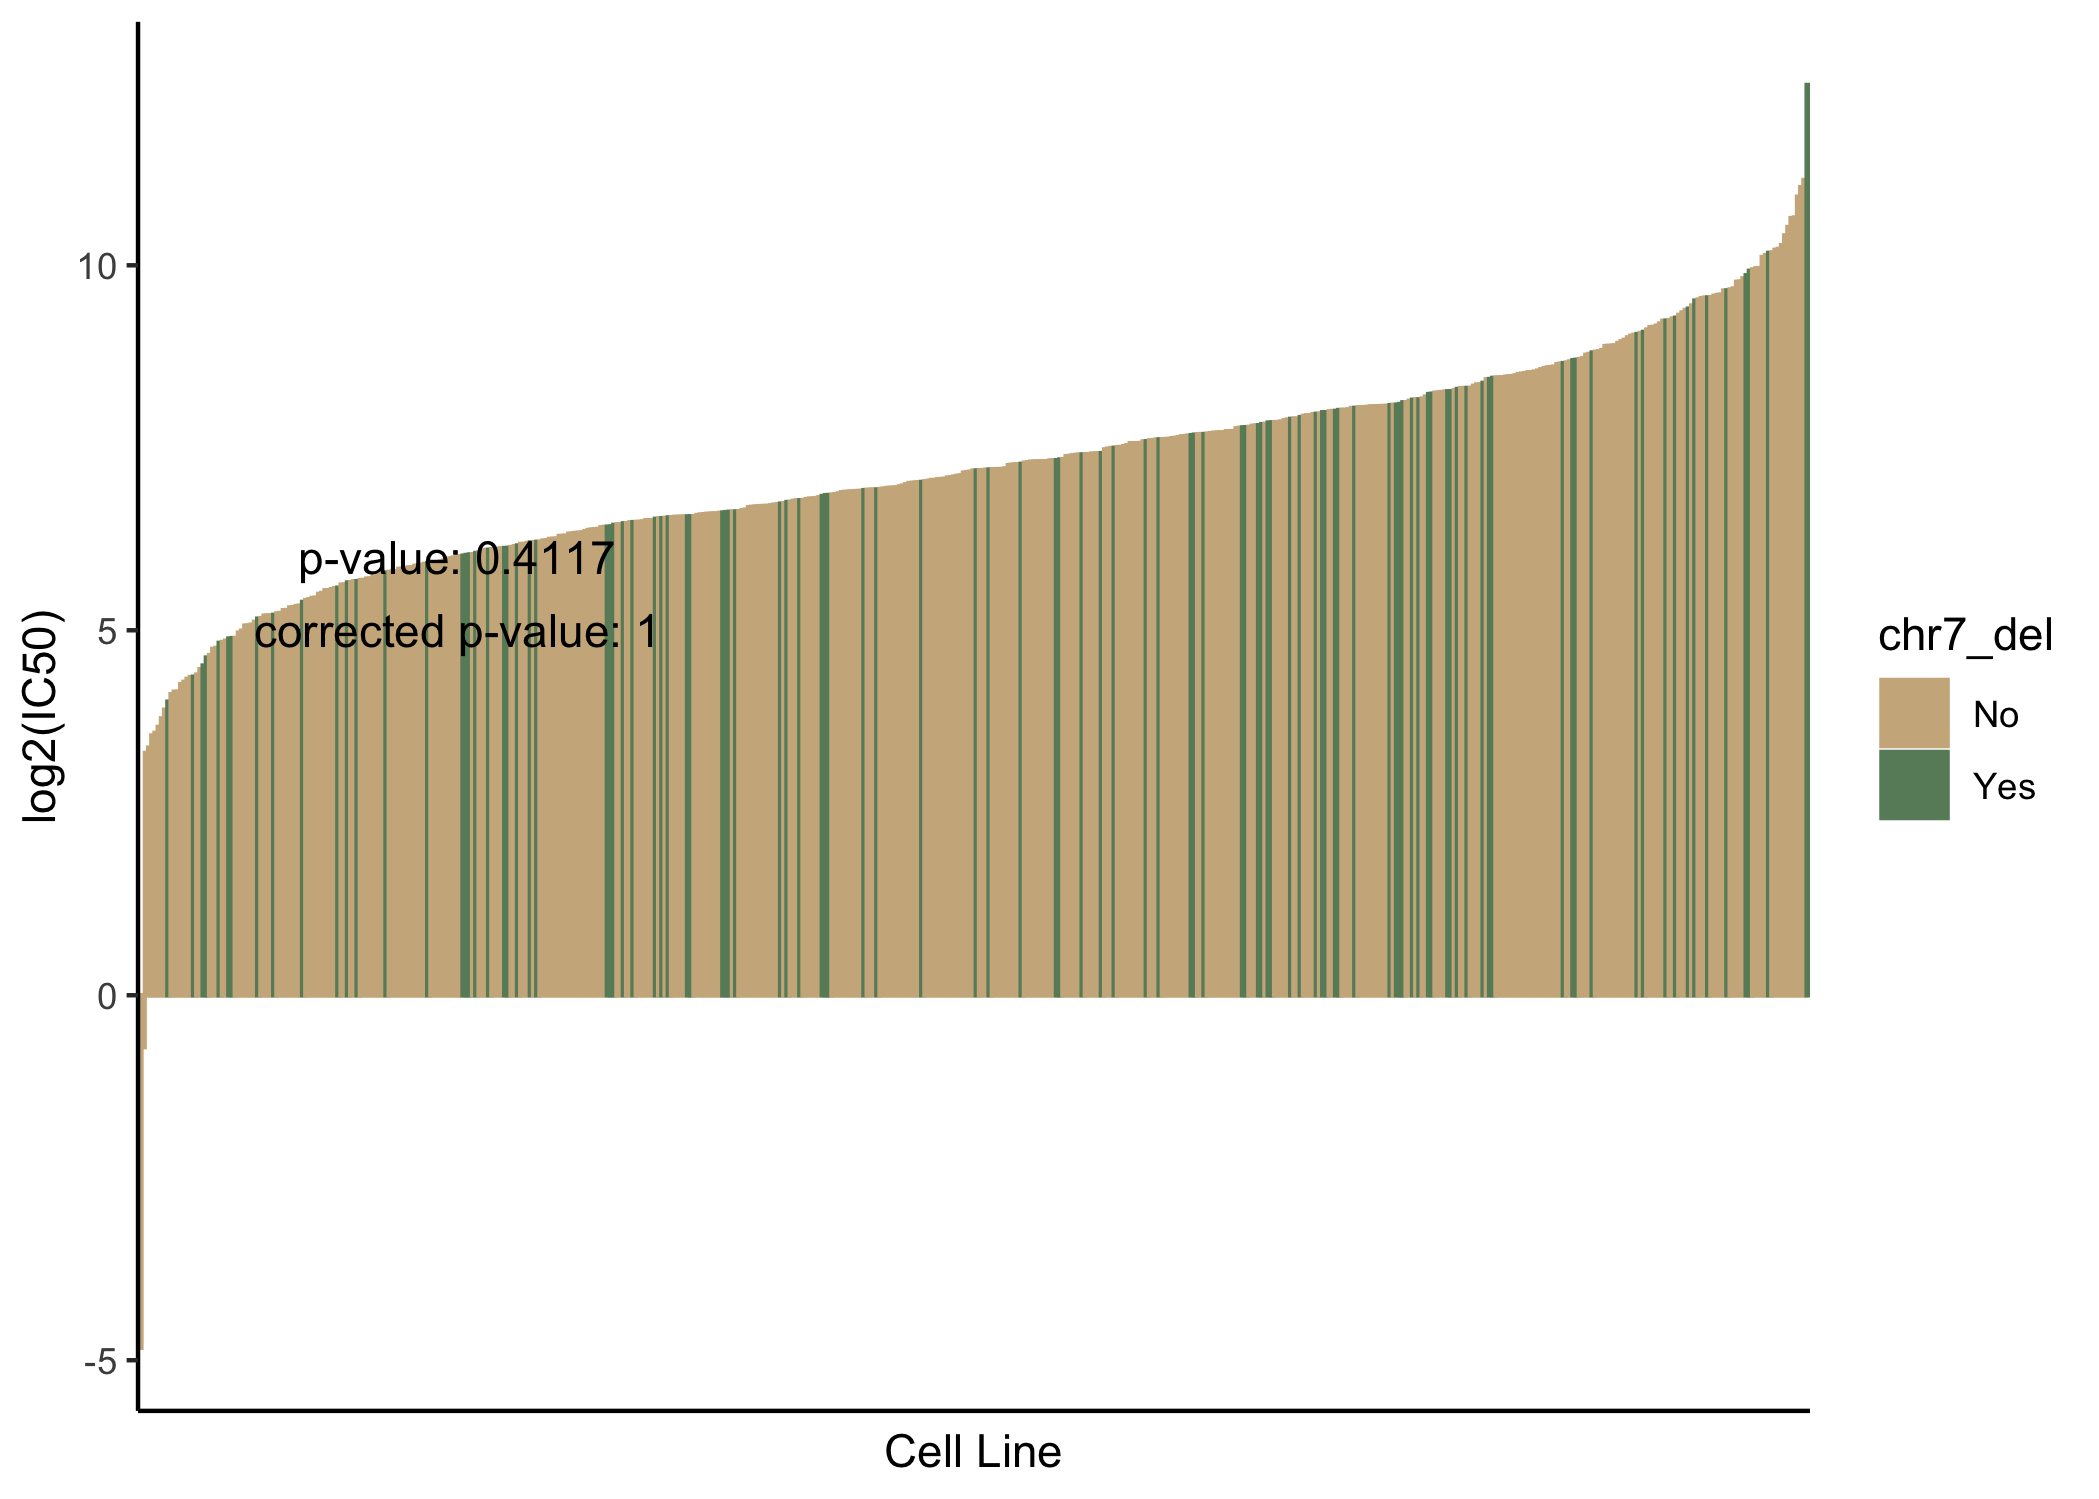 10
5
0
-5
log2(IC50)
p-value: 0.4117
corrected p-value: 1
Cell Line
chr7_del
No
Yes